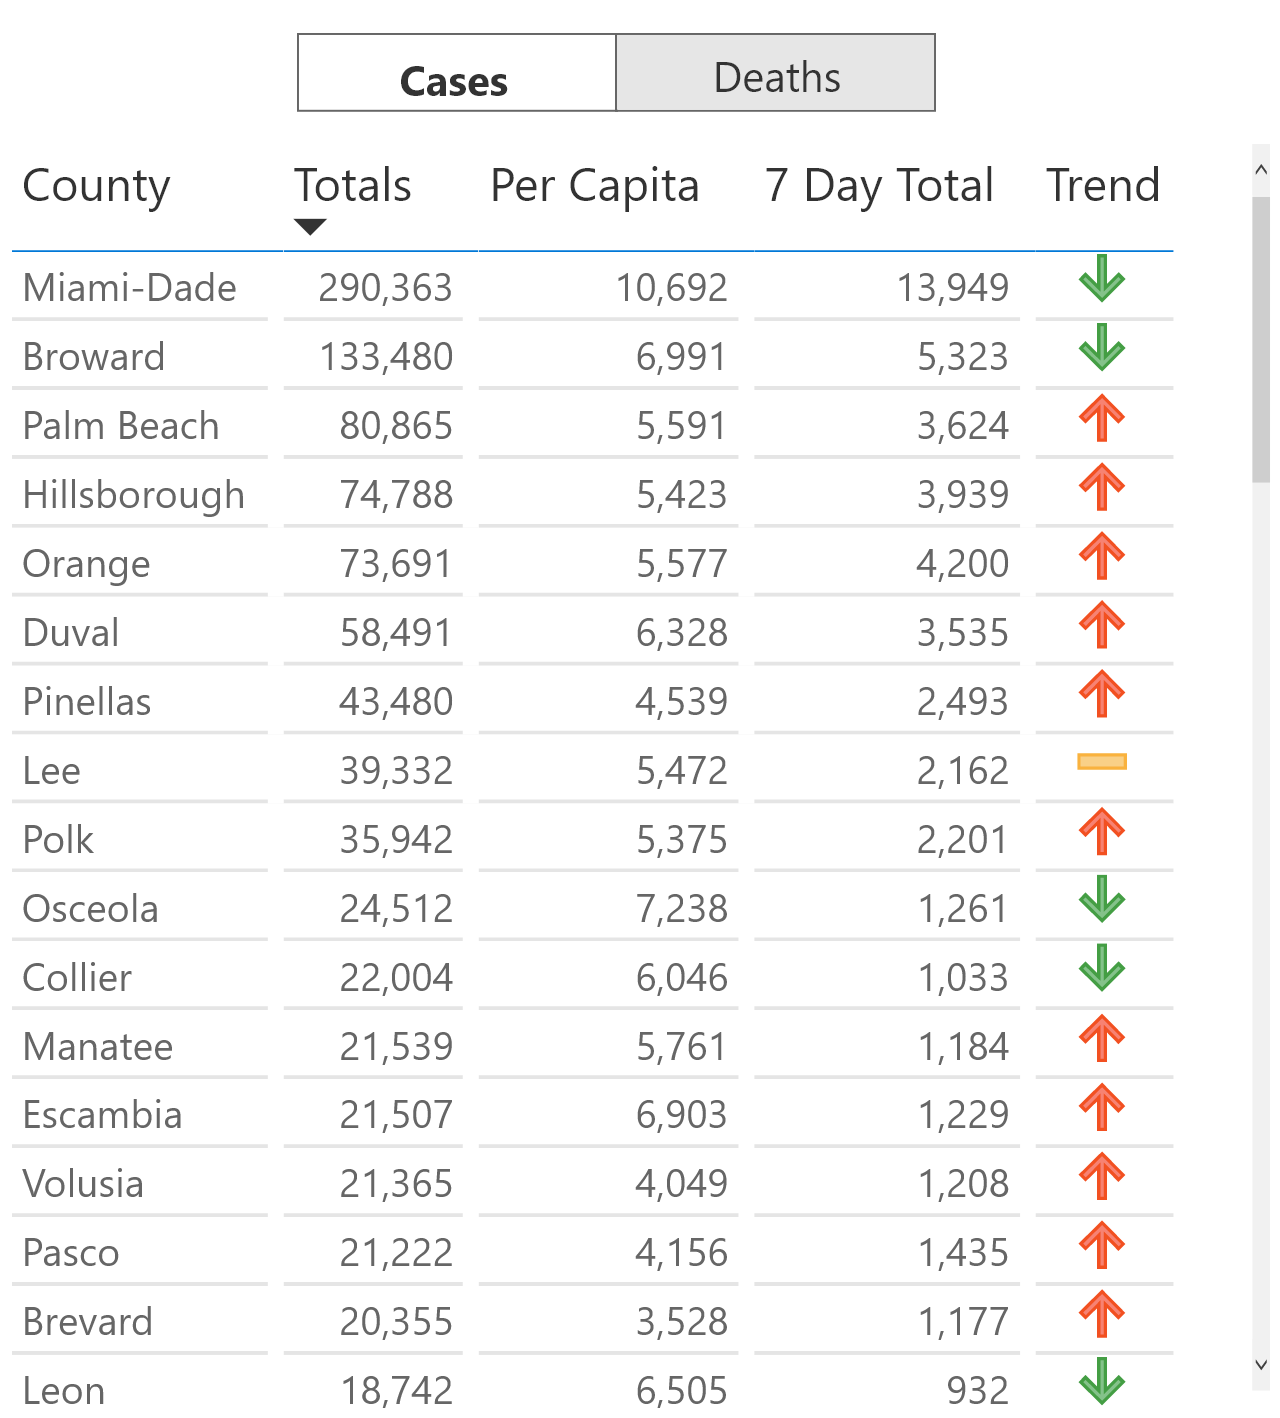 Cases Deaths
County Totals Per Capita 7 Day Total Trend
Miami-Dade 290,363 10,692 13,949
Broward 133,480 6,991 5,323
Palm Beach 80,865 5,591 3,624
Hillsborough 74,788 5,423 3,939
Orange 73,691 5,577 4,200
Duval 58,491 6,328 3,535
Pinellas 43,480 4,539 2,493
Lee 39,332 5,472 2,162
Polk 35,942 5,375 2,201
Osceola 24,512 7,238 1,261
Collier 22,004 6,046 1,033
Manatee 21,539 5,761 1,184
Escambia 21,507 6,903 1,229
Volusia 21,365 4,049 1,208
Pasco 21,222 4,156 1,435
Brevard 20,355 3,528 1,177
Leon 18,742 6,505 932